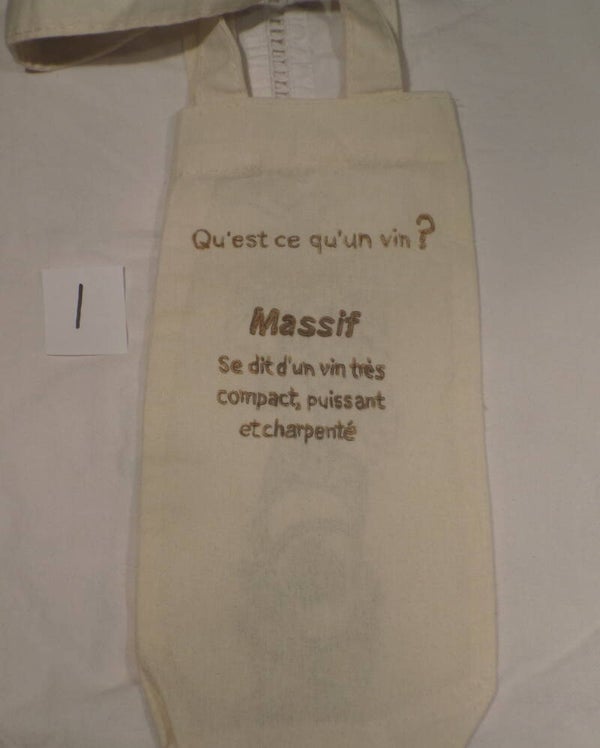 Qu'est ce qu'un vin ?
1
Massif
Se dit d'un vin très
compact, puissant
et charpenté